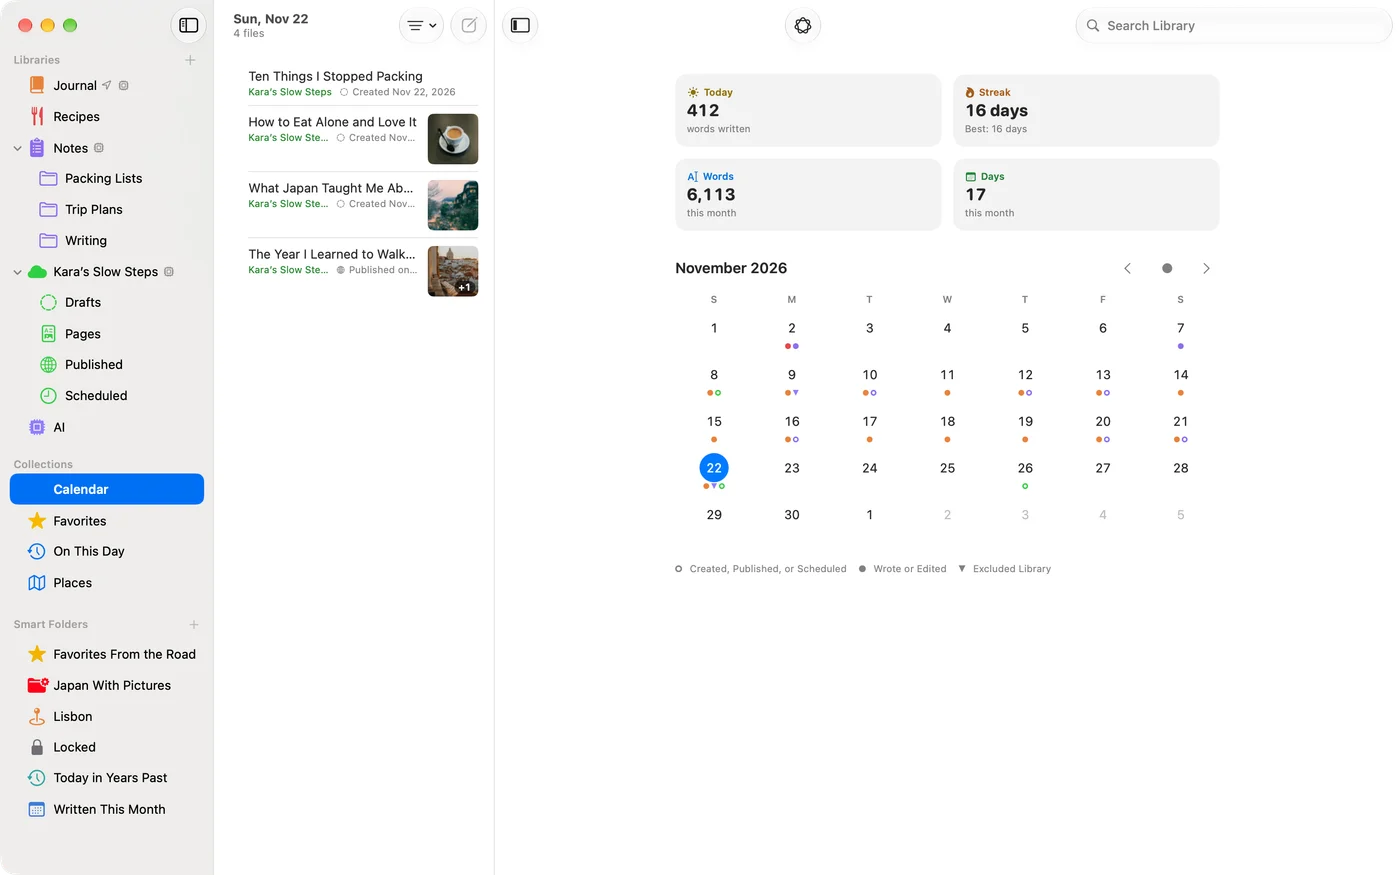 Libraries
Journal
Recipes
Notes
Packing Lists
Trip Plans
Writing
Kara's Slow Steps
Drafts
Pages
Published
Scheduled
AI
Collections
Calendar
Favorites
On This Day
Places
Smart Folders
Favorites From the Road
Japan With Pictures
Lisbon
Locked
Today in Years Past
Written This Month
Sun, Nov 22
4 files
Ten Things I Stopped Packing
Kara's Slow Steps Created Nov 22, 2026
How to Eat Alone and Love It
Kara's Slow Ste... Created Nov...
What Japan Taught Me Ab...
Kara's Slow Ste... Created Nov...
The Year I Learned to Walk...
Kara's Slow Ste... Published on...
+1
Search Library
Today
412
words written
Streak
16 days
Best: 16 days
Words
6,113
this month
Days
17
this month
November 2026
S M T W T F S
1 2 3 4 5 6 7
8 9 10 11 12 13 14
15 16 17 18 19 20 21
22 23 24 25 26 27 28
29 30 1 2 3 4 5
Created, Published, or Scheduled Wrote or Edited Excluded Library